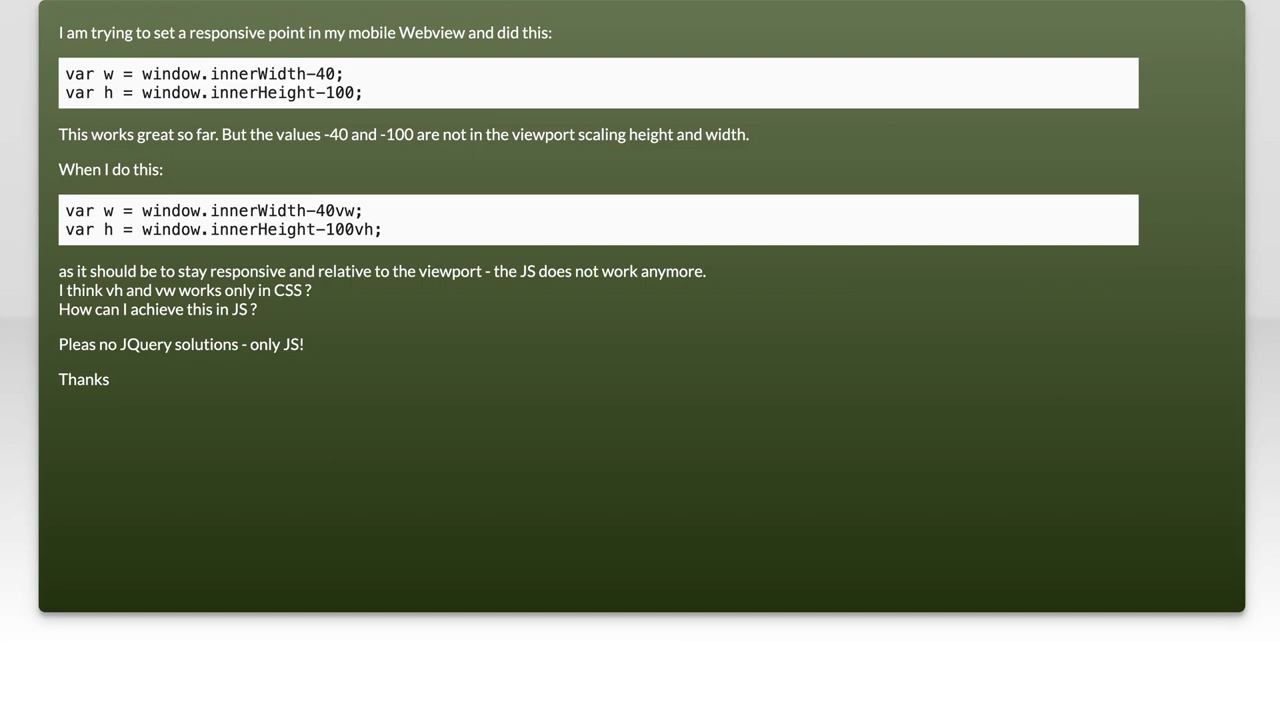 I am trying to set a responsive point in my mobile Webview and did this:
var w = window.innerWidth-40;
var h = window.innerHeight-100;
This works great so far. But the values -40 and -100 are not in the viewport scaling height and width.
When I do this:
var w = window.innerWidth-40vw;
var h = window.innerHeight-100vh;
as it should be to stay responsive and relative to the viewport - the JS does not work anymore.
I think vh and vw works only in CSS ?
How can I achieve this in JS ?
Pleas no JQuery solutions - only JS!
Thanks